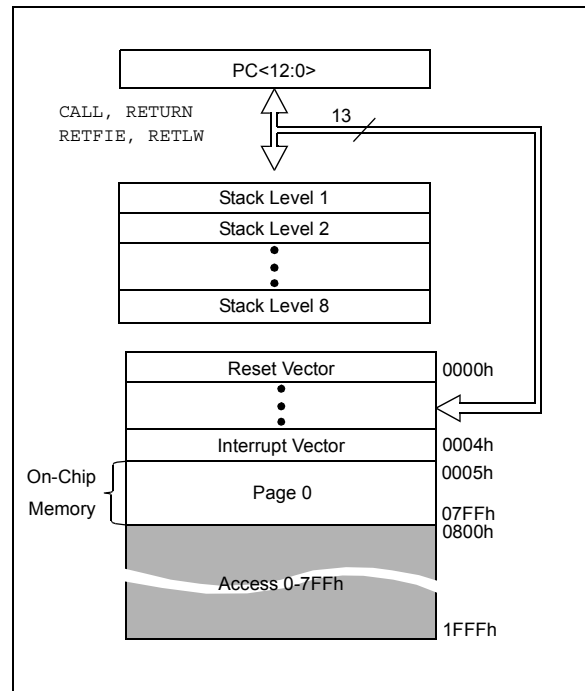 PC<12:0>
CALL, RETURN
RETFIE, RETLW
13
Stack Level 1
Stack Level 2
Stack Level 8
Reset Vector
0000h
Interrupt Vector
0004h
0005h
On-Chip
Memory
Page 0
07FFh
0800h
Access 0-7FFh
1FFFh